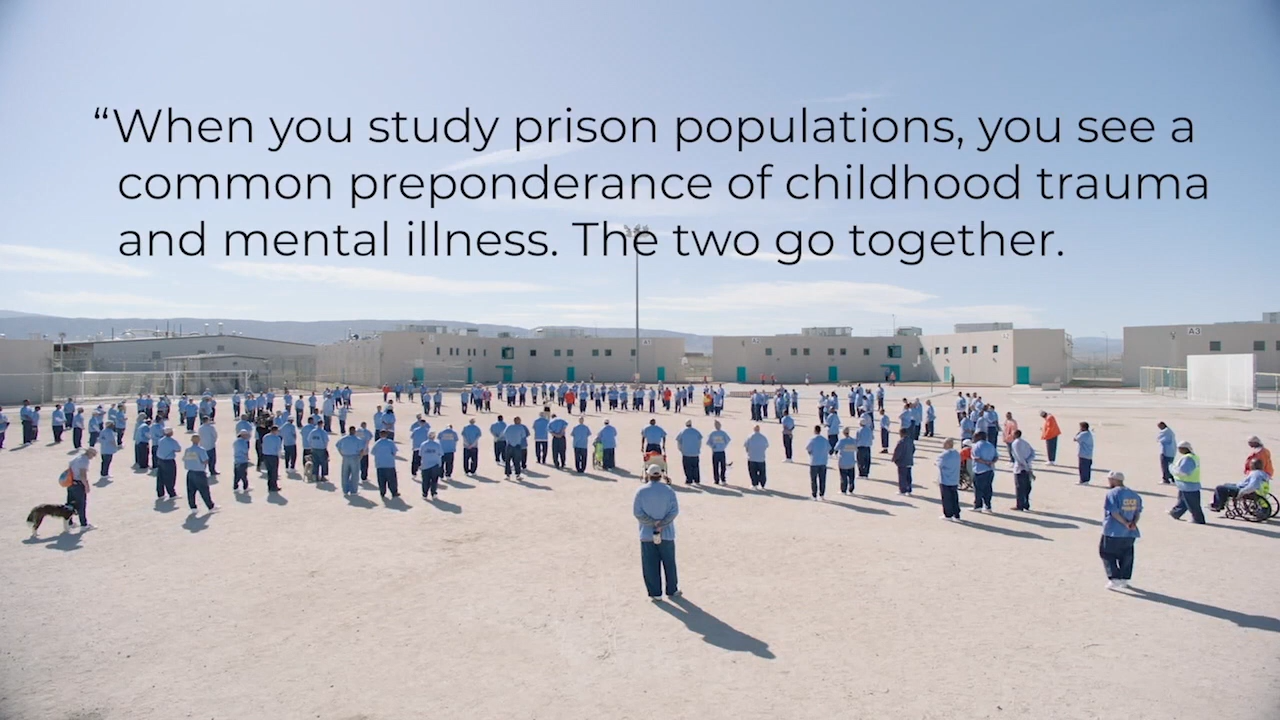 “When you study prison populations, you see a
common preponderance of childhood trauma
and mental illness. The two go together.
A3